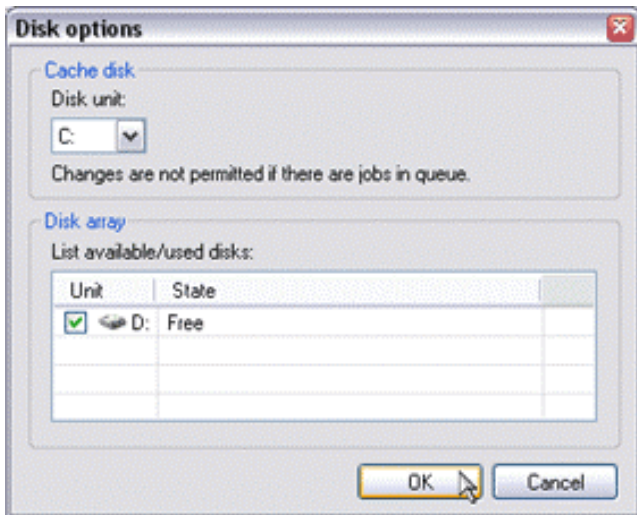 Disk options
Cache disk
Disk unit:
C:
Changes are not permitted if there are jobs in queue.
Disk array
List available/used disks:
Unit State
D: Free
OK Cancel